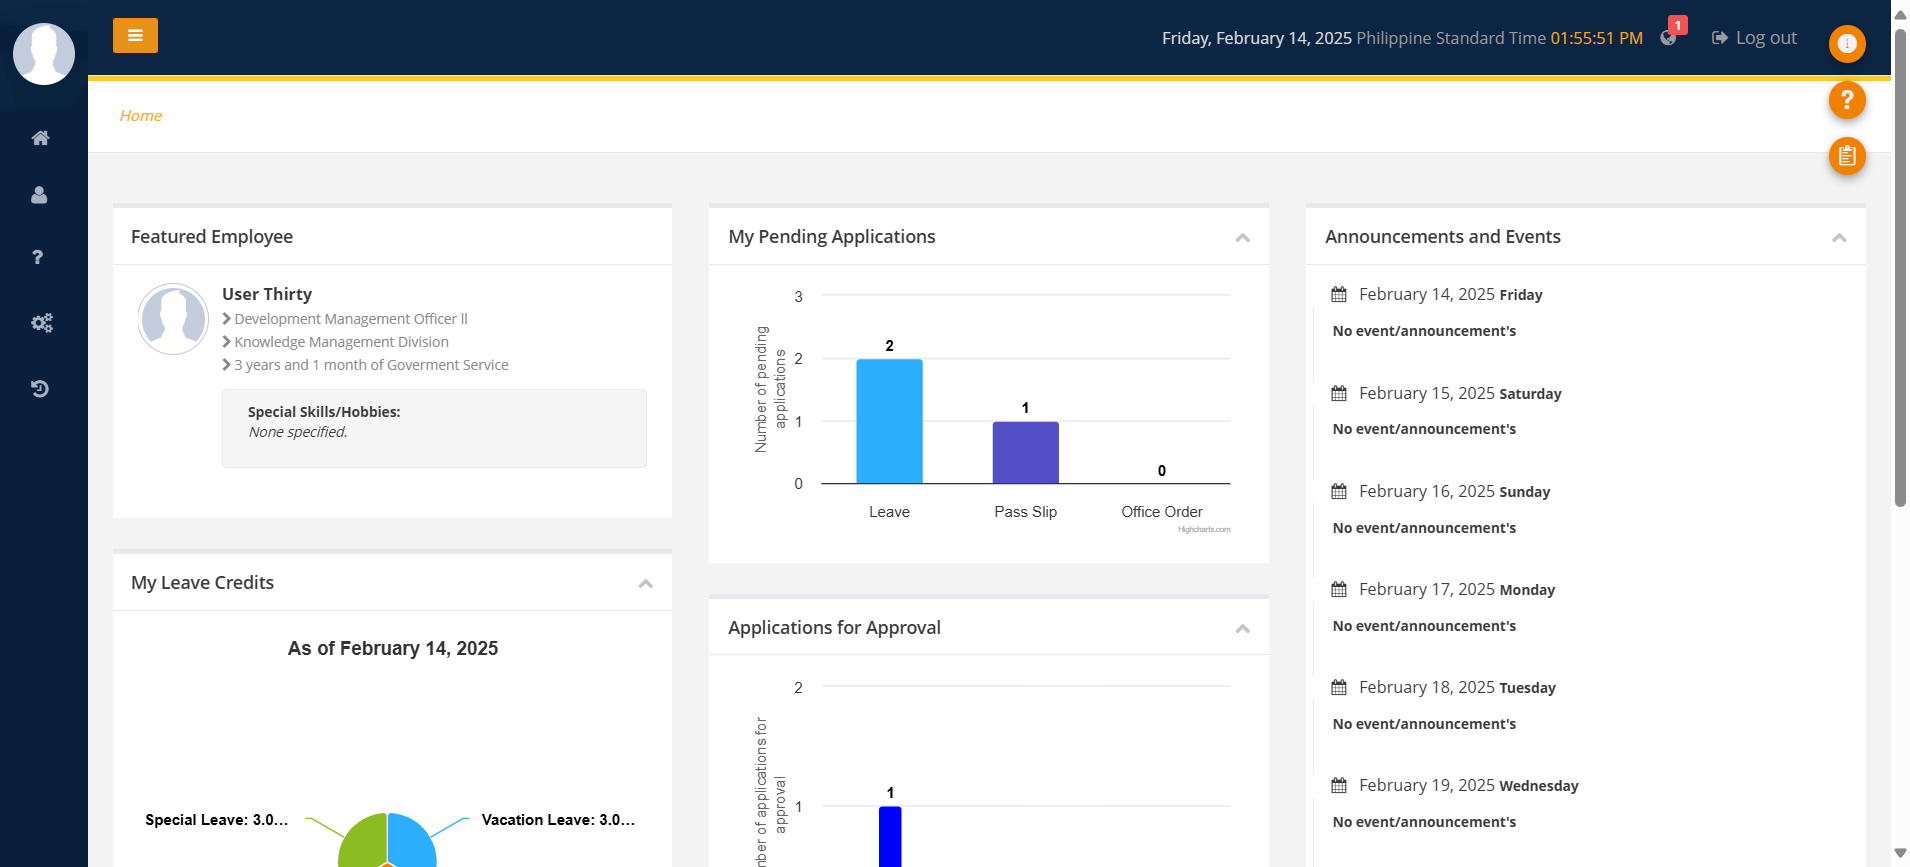 Friday, February 14, 2025 Philippine Standard Time 01:55:51 PM
1
Log out
Home
Featured Employee
User Thirty
Development Management Officer ll
Knowledge Management Division
3 years and 1 month of Goverment Service
Special Skills/Hobbies:
None specified.
My Leave Credits
As of February 14, 2025
Special Leave: 3.0...
Vacation Leave: 3.0...
My Pending Applications
Number of pending
applications
3
2
1
0
2
1
0
Leave
Pass Slip
Office Order
Highcharts.com
Applications for Approval
of applications for
approval
2
1
1
Announcements and Events
February 14, 2025 Friday
No event/announcement's
February 15, 2025 Saturday
No event/announcement's
February 16, 2025 Sunday
No event/announcement's
February 17, 2025 Monday
No event/announcement's
February 18, 2025 Tuesday
No event/announcement's
February 19, 2025 Wednesday
No event/announcement's